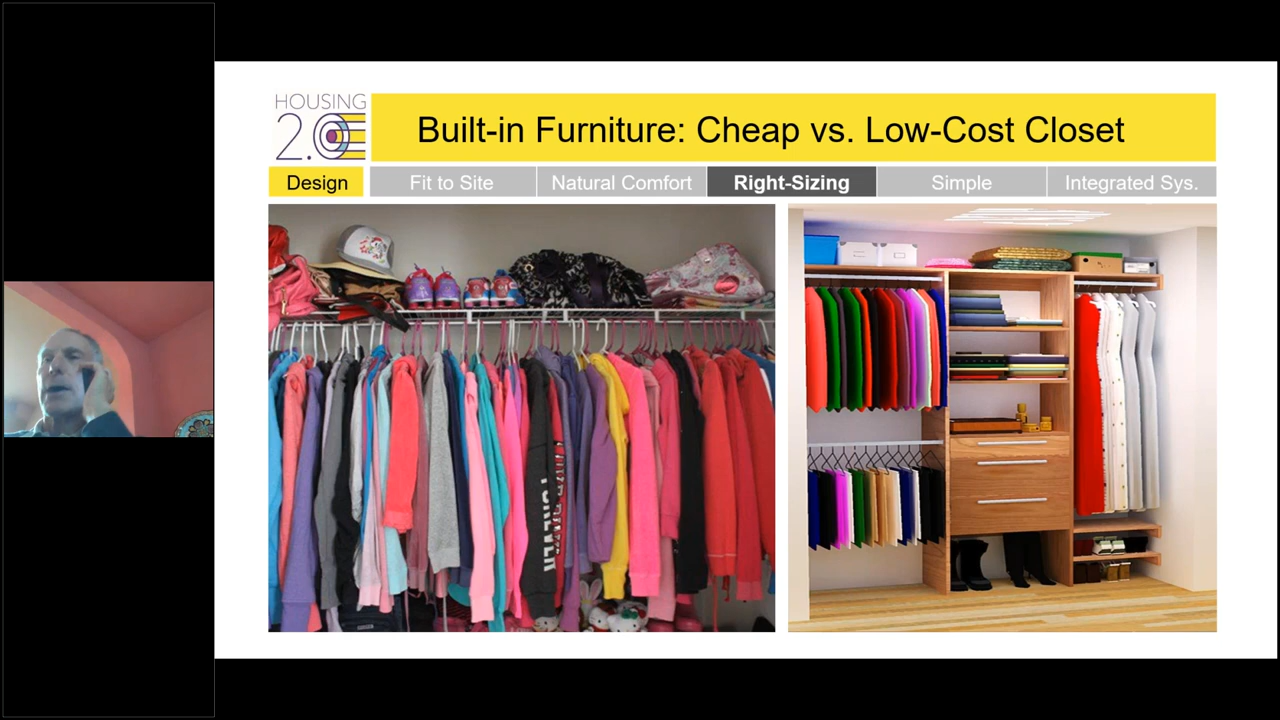 HOUSING
2.0
Built-in Furniture: Cheap vs. Low-Cost Closet
Design
Fit to Site
Natural Comfort
Right-Sizing
Simple
Integrated Sys.
FOREVER